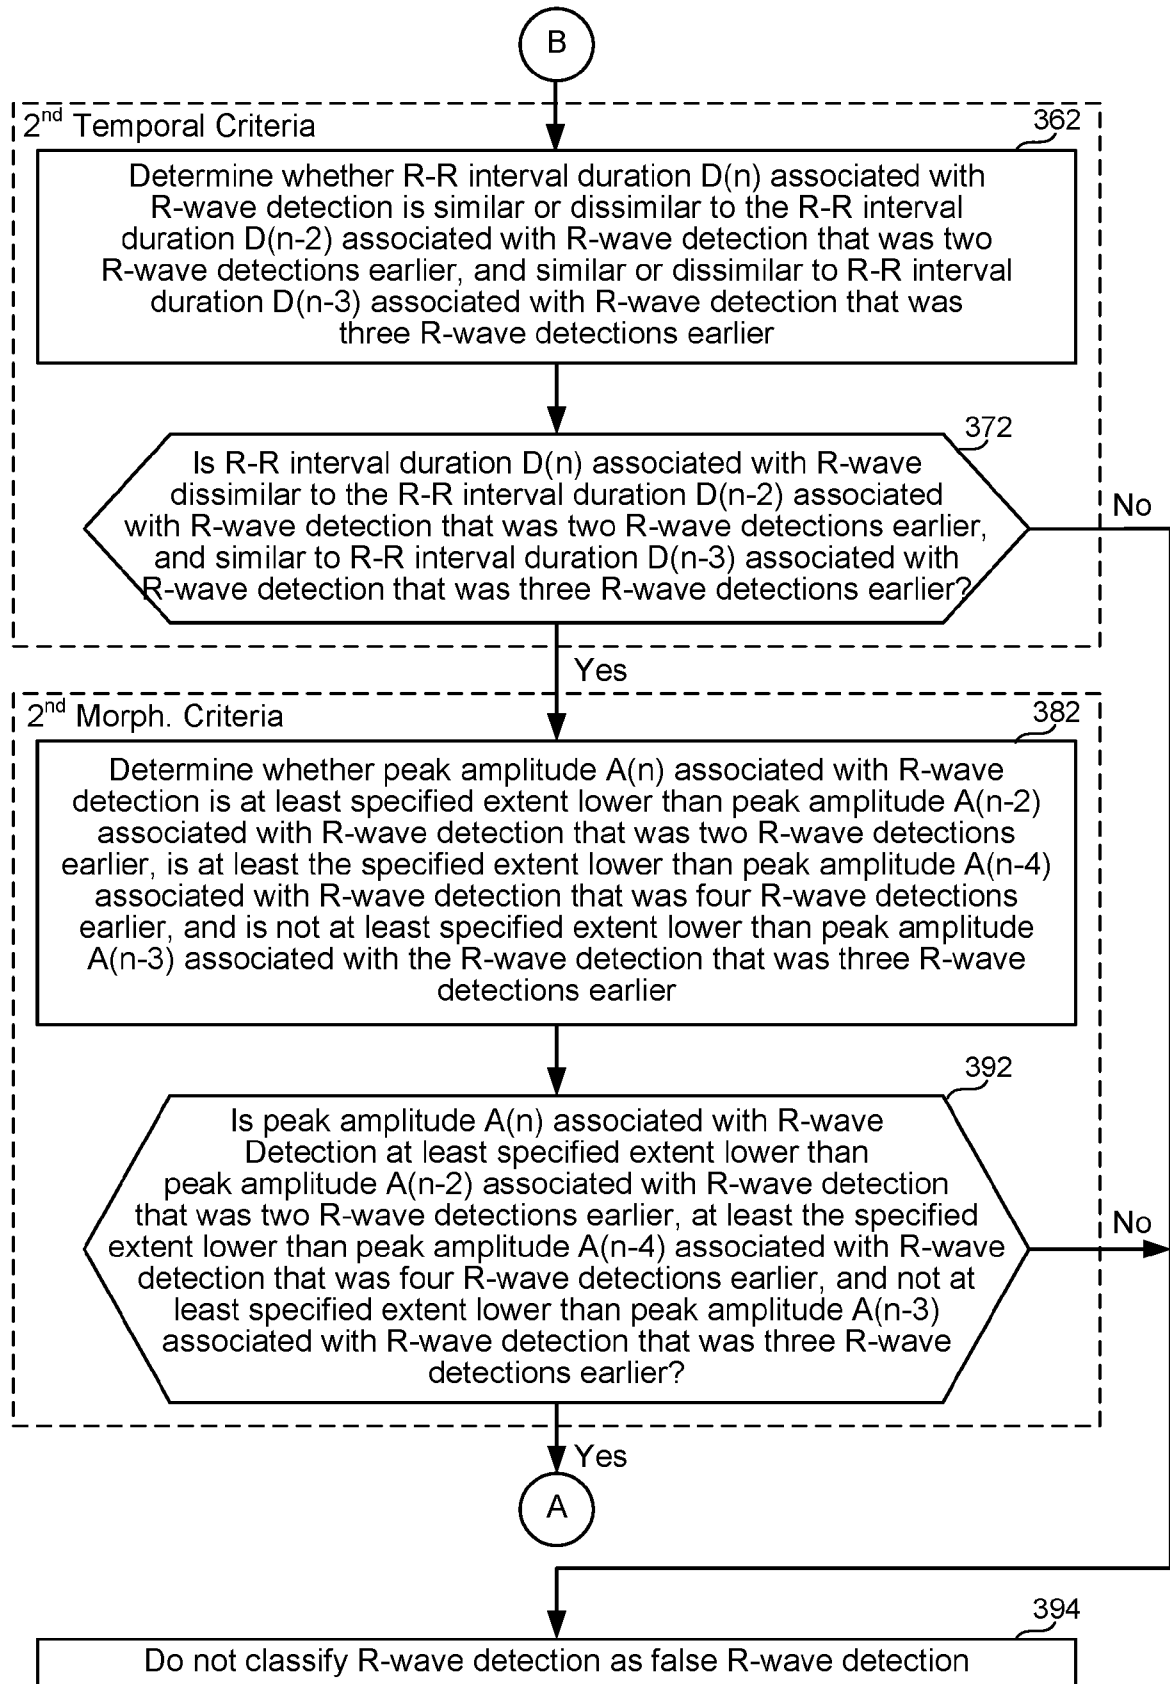 B
2nd Temporal Criteria
362
Determine whether R-R interval duration D(n) associated with
R-wave detection is similar or dissimilar to the R-R interval
duration D(n-2) associated with R-wave detection that was two
R-wave detections earlier, and similar or dissimilar to R-R interval
duration D(n-3) associated with R-wave detection that was
three R-wave detections earlier
372
Is R-R interval duration D(n) associated with R-wave
dissimilar to the R-R interval duration D(n-2) associated
with R-wave detection that was two R-wave detections earlier,
and similar to R-R interval duration D(n-3) associated with
R-wave detection that was three R-wave detections earlier?
No
Yes
2nd Morph. Criteria
382
Determine whether peak amplitude A(n) associated with R-wave
detection is at least specified extent lower than peak amplitude A(n-2)
associated with R-wave detection that was two R-wave detections
earlier, is at least the specified extent lower than peak amplitude A(n-4)
associated with R-wave detection that was four R-wave detections
earlier, and is not at least specified extent lower than peak amplitude
A(n-3) associated with the R-wave detection that was three R-wave
detections earlier
392
Is peak amplitude A(n) associated with R-wave
Detection at least specified extent lower than
peak amplitude A(n-2) associated with R-wave detection
that was two R-wave detections earlier, at least the specified
extent lower than peak amplitude A(n-4) associated with R-wave
detection that was four R-wave detections earlier, and not at
least specified extent lower than peak amplitude A(n-3)
associated with R-wave detection that was three R-wave
detections earlier?
No
Yes
A
394
Do not classify R-wave detection as false R-wave detection